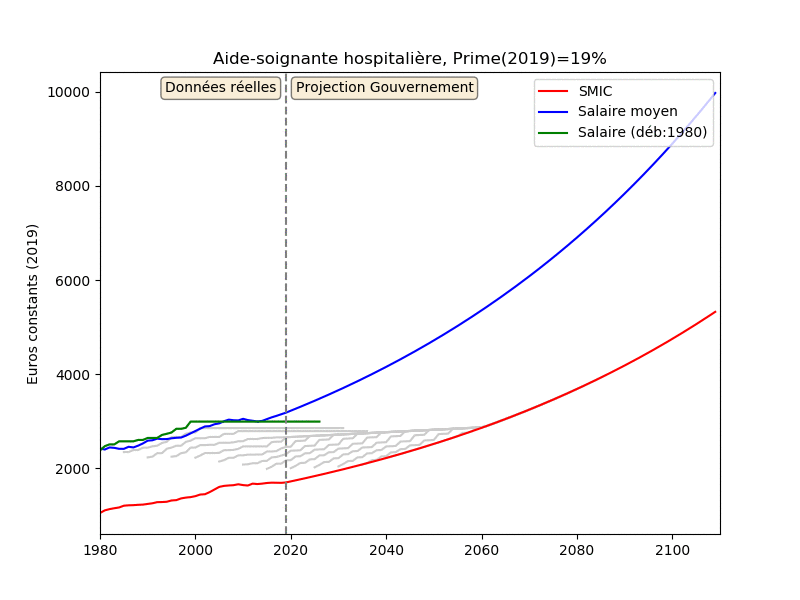 Aide-soignante hospitalière, Prime(2019)=19%
Données réelles
Projection Gouvernement
SMIC
Salaire moyen
Salaire (déb:1980)
Euros constants (2019)
10000
8000
6000
4000
2000
1980
2000
2020
2040
2060
2080
2100